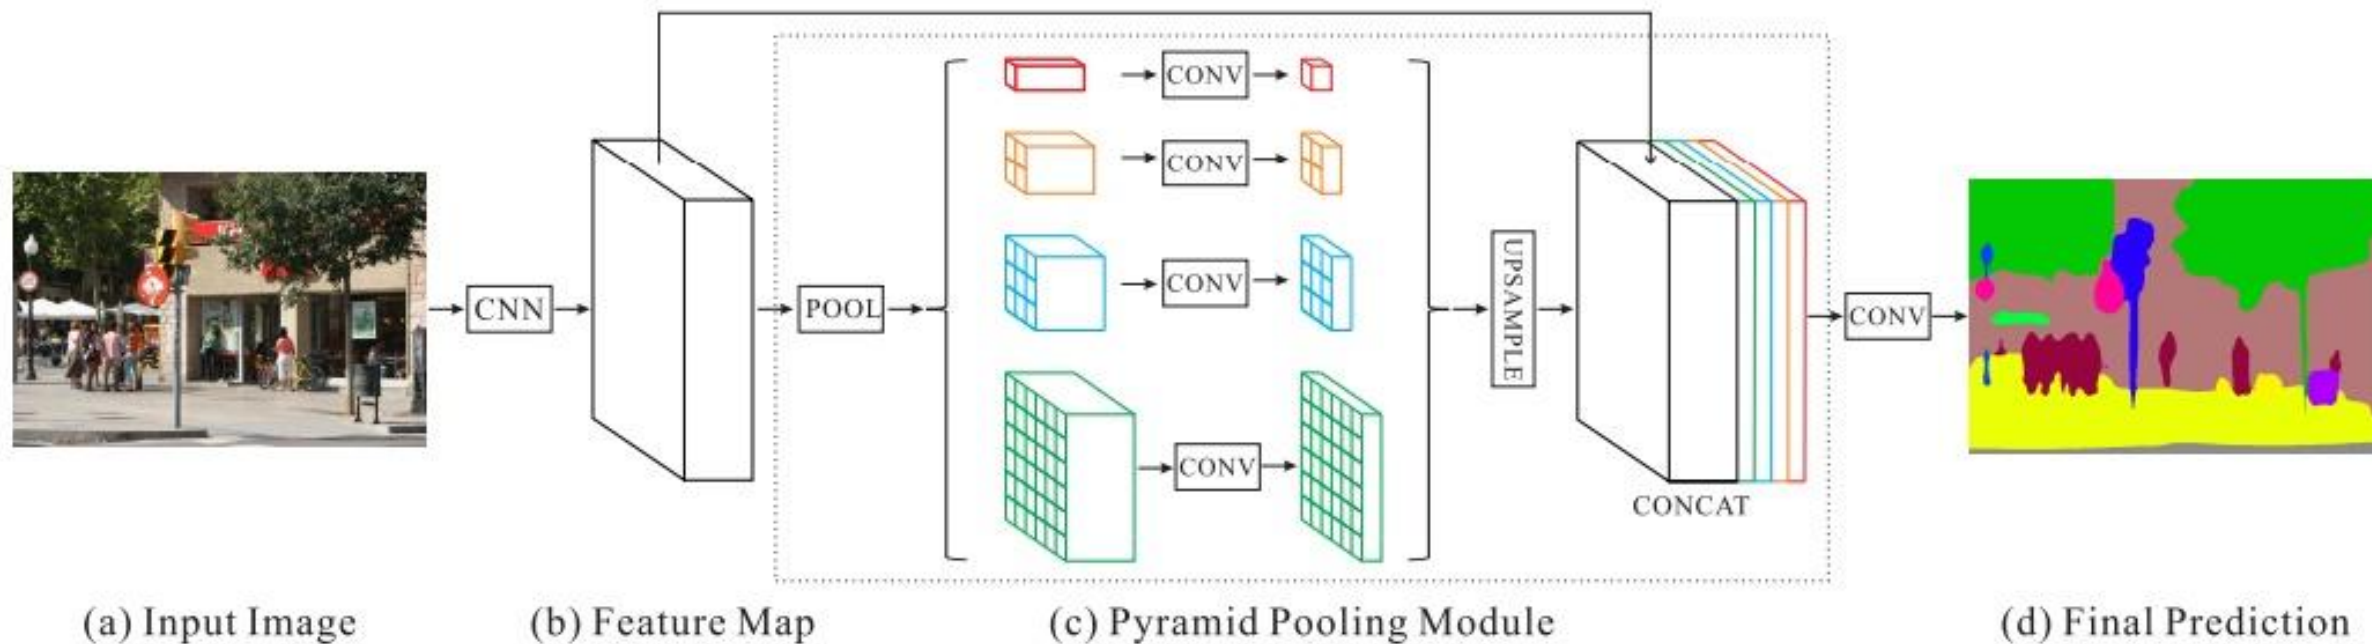 CNN
POOL
CONV
CONV
CONV
CONV
UPSAMPLE
CONCAT
CONV
(a) Input Image
(b) Feature Map
(c) Pyramid Pooling Module
(d) Final Prediction